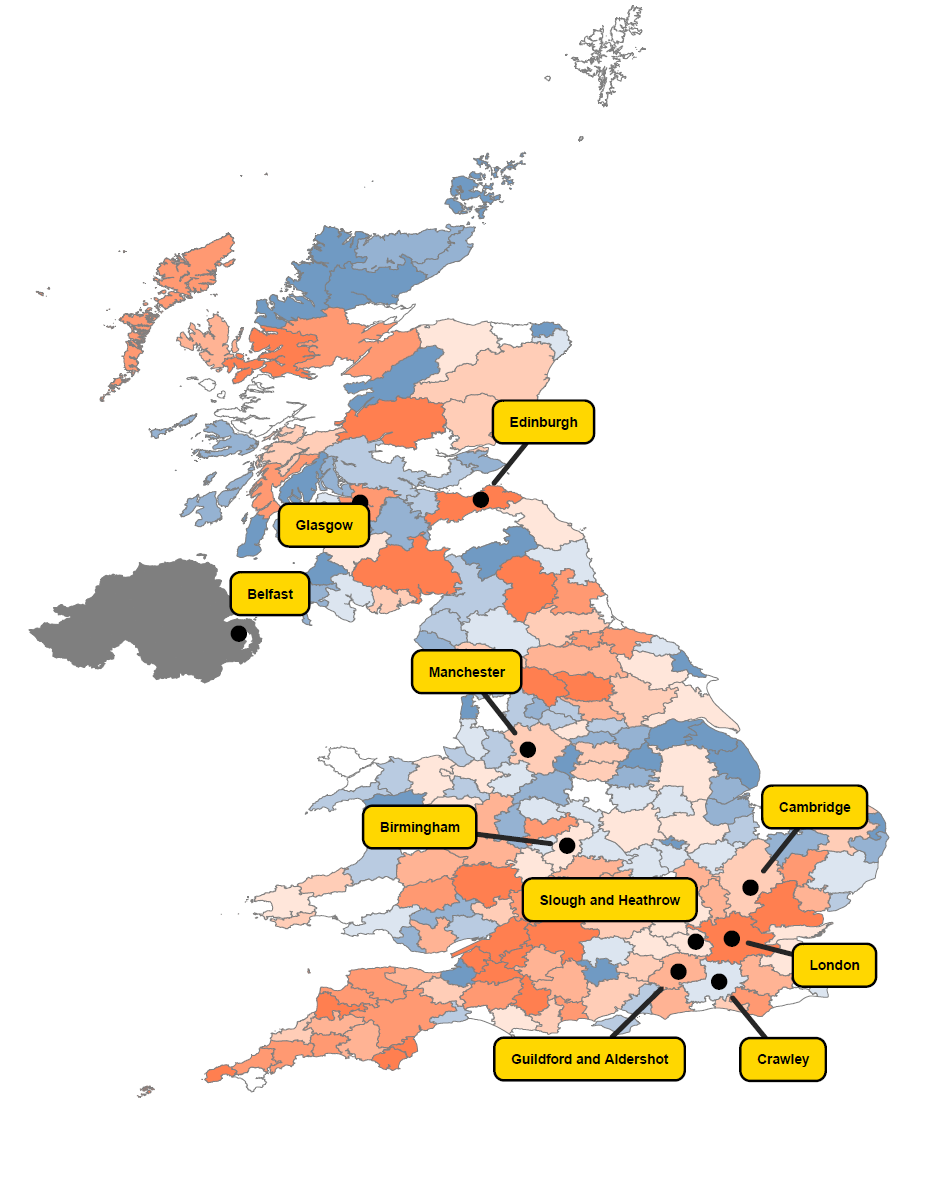 Edinburgh
Glasgow
Belfast
Manchester
Cambridge
Birmingham
Slough and Heathrow
London
Guildford and Aldershot
Crawley